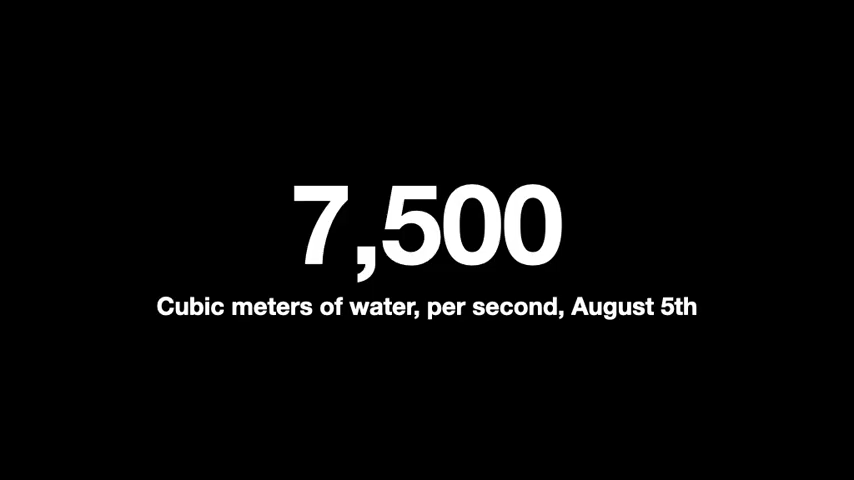 7,500
Cubic meters of water, per second, August 5th